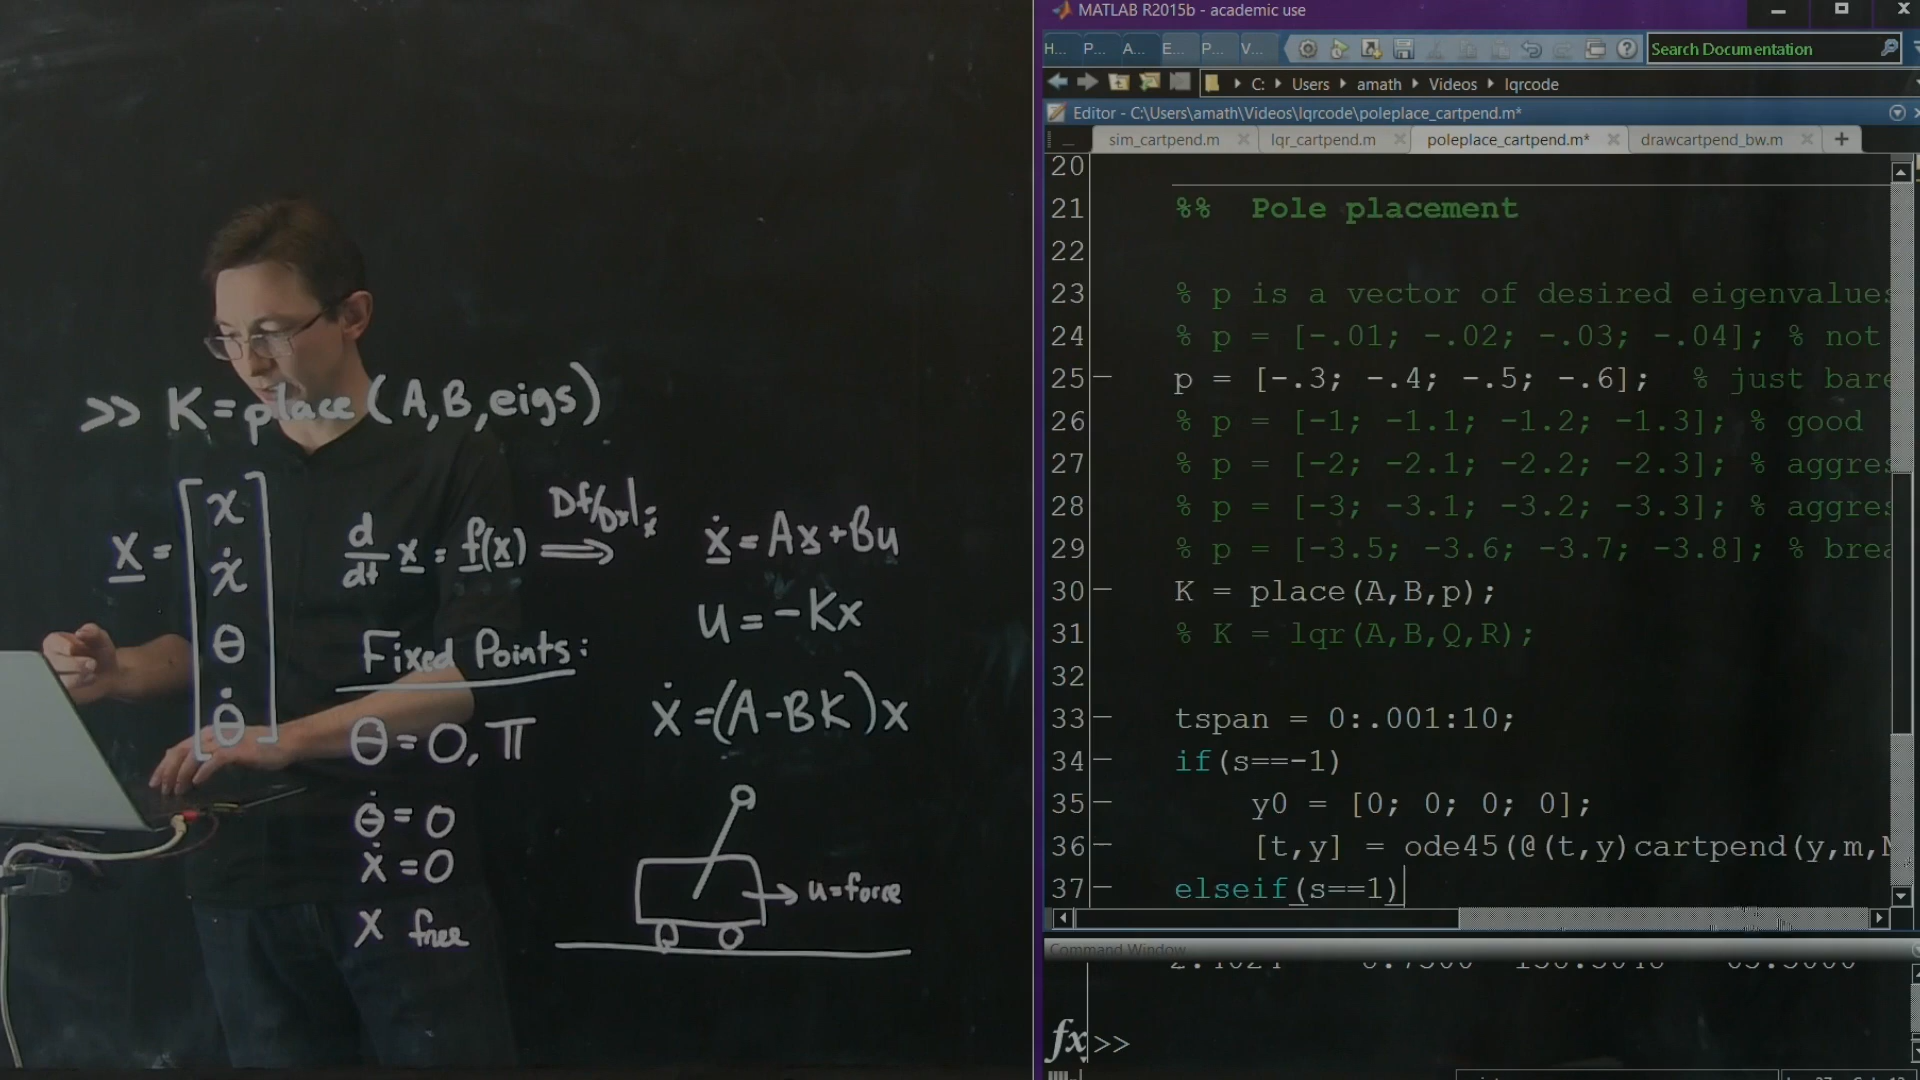 >> K=place(A,B,eigs)
x = [x ẋ θ θ̇]
d/dt x = f(x) ⟹ Df/Dx|ₓ̄
ẋ = Ax+Bu
u = -Kx
Fixed Points:
ẋ =(A-BK)x
θ = 0, π
θ̇ = 0
ẋ = 0
x free
u=force
MATLAB R2015b - academic use
H... P... A... E... P... V...
Search Documentation
C: Users amath Videos lqrcode
Editor - C:\Users\amath\Videos\lqrcode\poleplace_cartpend.m*
sim_cartpend.m lqr_cartpend.m poleplace_cartpend.m* drawcartpend_bw.m +
20
21 %% Pole placement
22
23 % p is a vector of desired eigenvalues
24 % p = [-.01; -.02; -.03; -.04]; % not
25 p = [-.3; -.4; -.5; -.6]; % just bare
26 % p = [-1; -1.1; -1.2; -1.3]; % good
27 % p = [-2; -2.1; -2.2; -2.3]; % aggres
28 % p = [-3; -3.1; -3.2; -3.3]; % aggres
29 % p = [-3.5; -3.6; -3.7; -3.8]; % brea
30 K = place(A,B,p);
31 % K = lqr(A,B,Q,R);
32
33 tspan = 0:.001:10;
34 if(s==-1)
35 y0 = [0; 0; 0; 0];
36 [t,y] = ode45(@(t,y)cartpend(y,m,M
37 elseif(s==1)
Command Window
fx >>